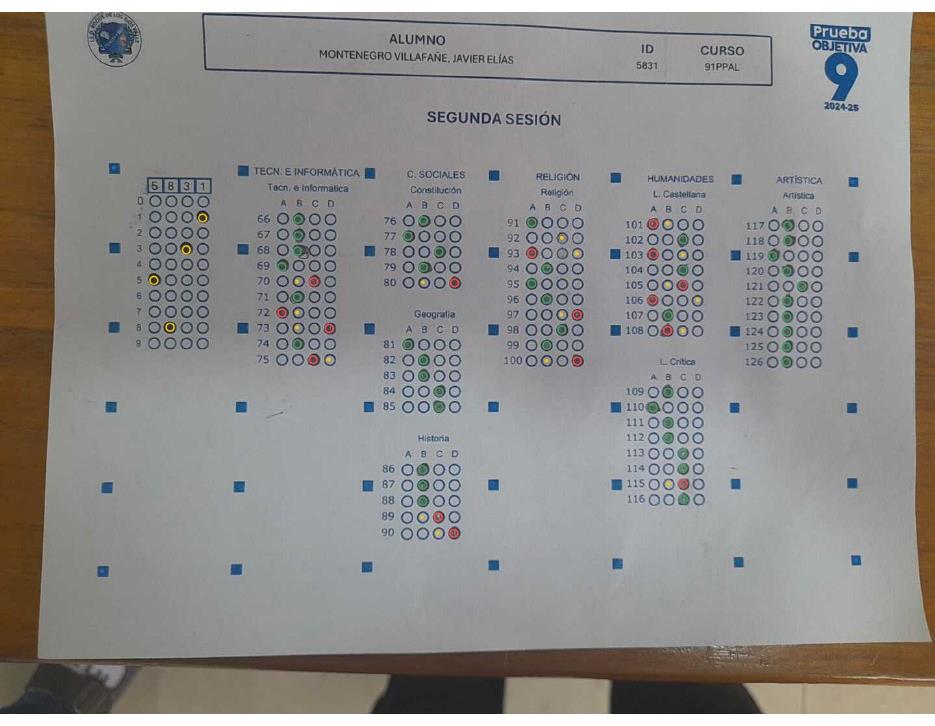 ALUMNO
MONTENEGRO VILLAFAÑE, JAVIER ELÍAS
ID
5831
CURSO
91PPAL
Prueba
OBJETIVA
9
2024-25
SEGUNDA SESIÓN
5 8 3 1
0
1
2
3
4
5
6
7
8
9
TECN. E INFORMÁTICA
Tecn. e Informática
A B C D
66
67
68
69
70
71
72
73
74
75
C. SOCIALES
Constitución
A B C D
76
77
78
79
80
Geografía
A B C D
81
82
83
84
85
Historia
A B C D
86
87
88
89
90
RELIGIÓN
Religión
A B C D
91
92
93
94
95
96
97
98
99
100
HUMANIDADES
L. Castellana
A B C D
101
102
103
104
105
106
107
108
L. Crítica
A B C D
109
110
111
112
113
114
115
116
ARTÍSTICA
Artística
A B C D
117
118
119
120
121
122
123
124
125
126